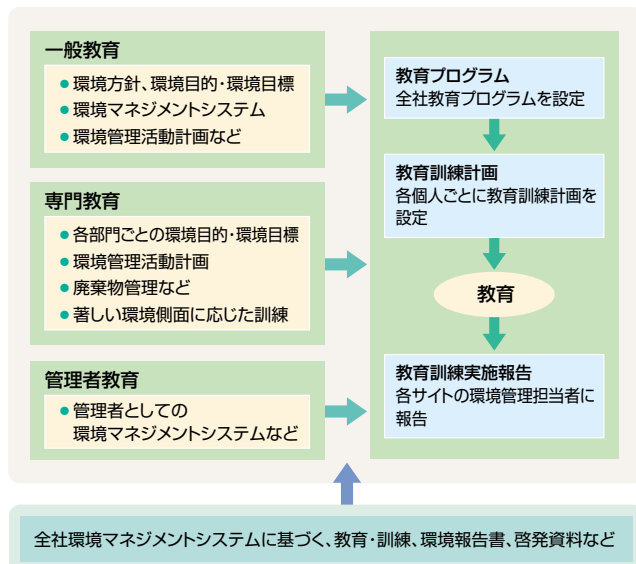 一般教育
●環境方針、環境目的・環境目標
●環境マネジメントシステム
●環境管理活動計画など
専門教育
●各部門ごとの環境目的・環境目標
●環境管理活動計画
●廃棄物管理など
●著しい環境側面に応じた訓練
管理者教育
●管理者としての
環境マネジメントシステムなど
教育プログラム
全社教育プログラムを設定
教育訓練計画
各個人ごとに教育訓練計画を
設定
教育
教育訓練実施報告
各サイトの環境管理担当者に
報告
全社環境マネジメントシステムに基づく、教育・訓練、環境報告書、啓発資料など